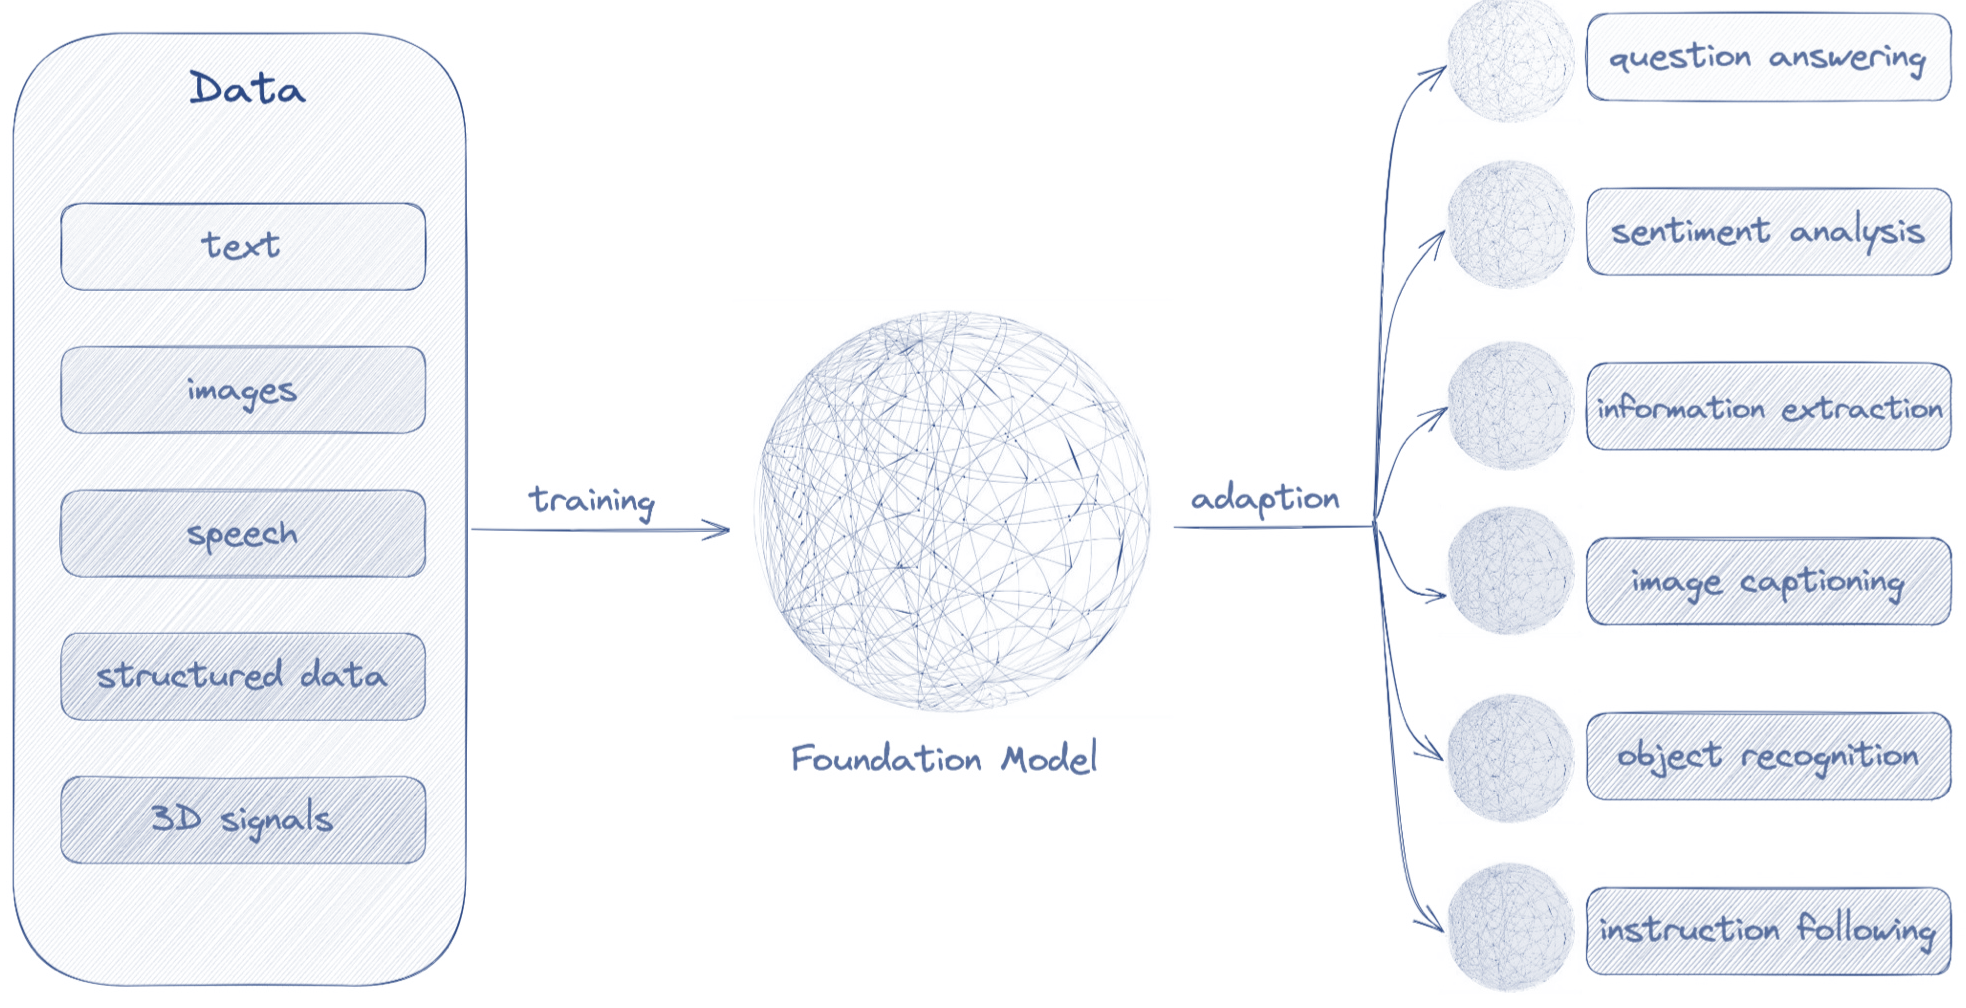 Data
text
images
speech
structured data
3D signals
training
Foundation Model
adaption
question answering
sentiment analysis
information extraction
image captioning
object recognition
instruction following